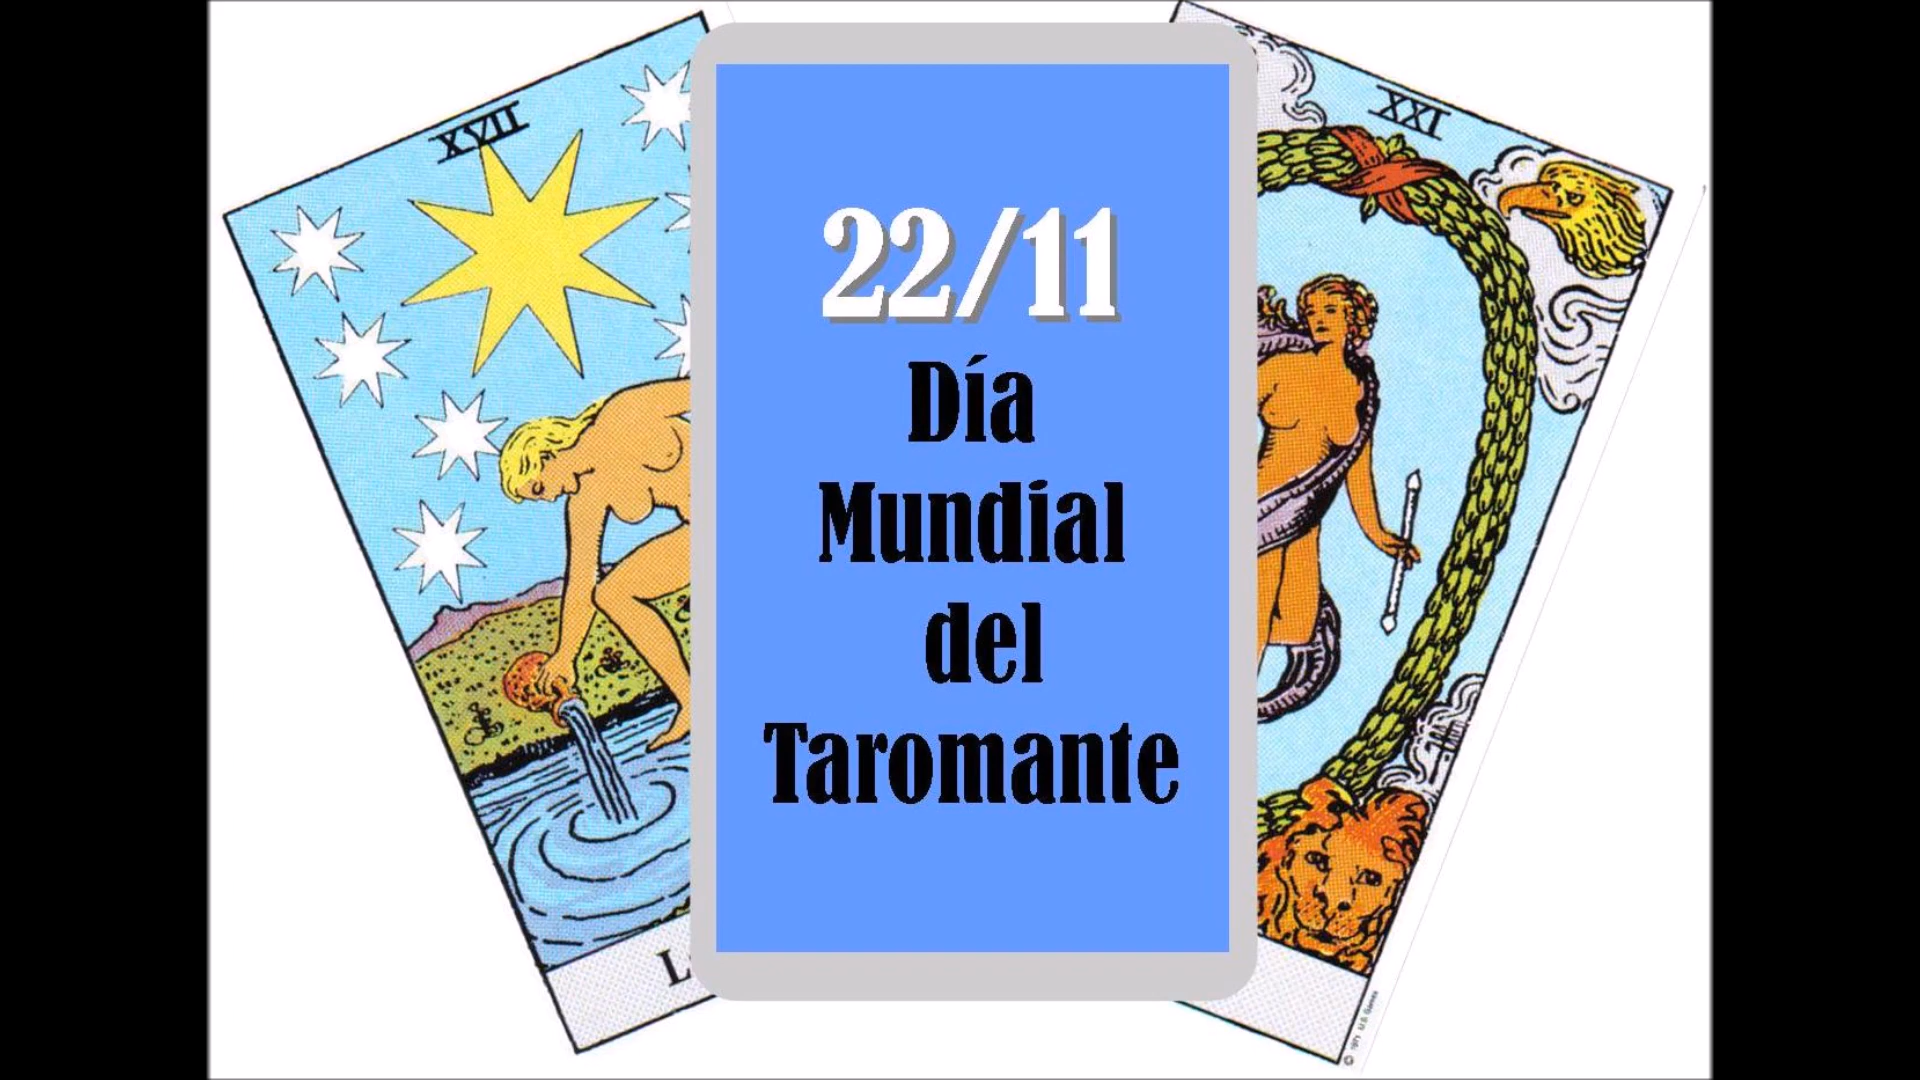 XVII
XXI
22/11
Día
Mundial
del
Taromante
L